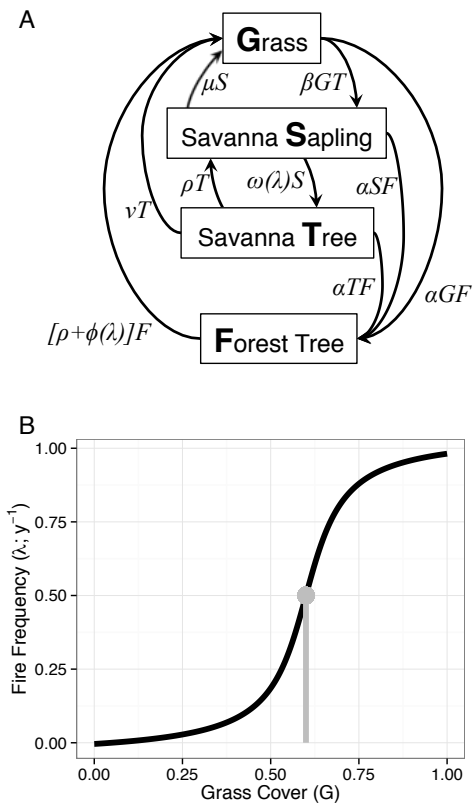 A
Grass
μS
βGT
Savanna Sapling
ρT
ω(λ)S
αSF
νT
Savanna Tree
αTF
αGF
[ρ+ϕ(λ)]F
Forest Tree
B
1.00
0.75
0.50
0.25
0.00
Fire Frequency (λ; y⁻¹)
0.00 0.25 0.50 0.75 1.00
Grass Cover (G)